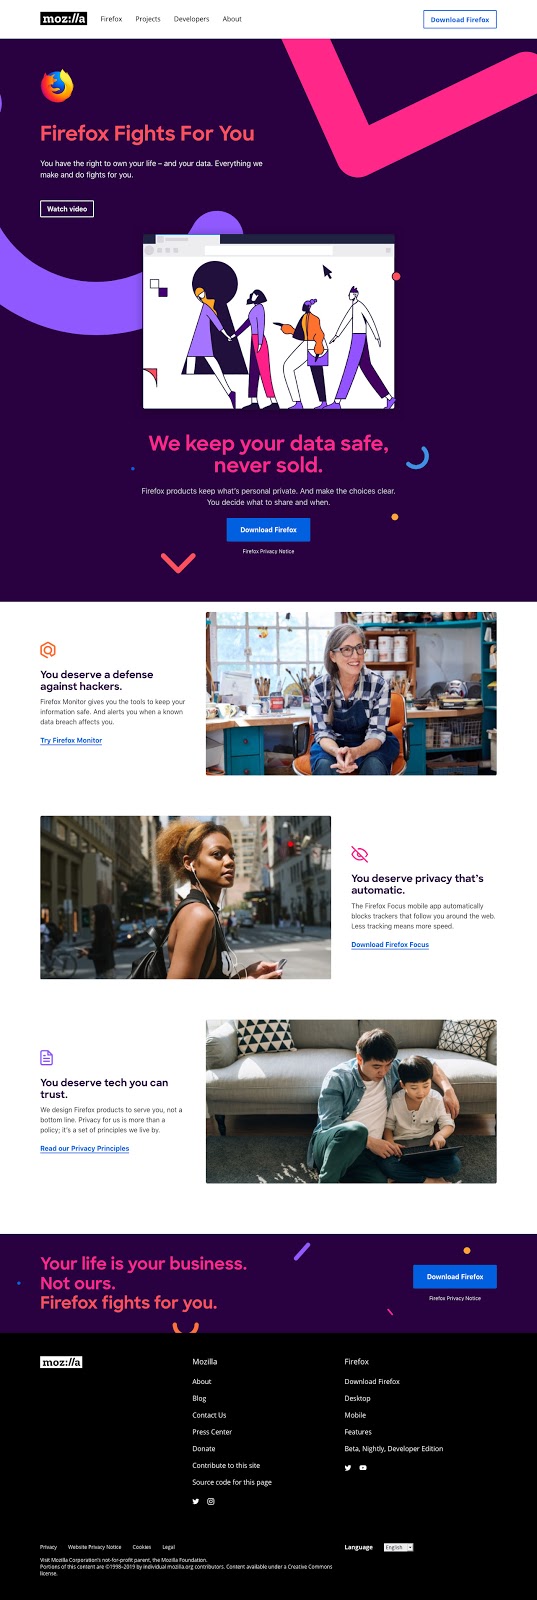 moz://a Firefox Projects Developers About Download Firefox
Firefox Fights For You
You have the right to own your life – and your data. Everything we
make and do fights for you.
Watch video
We keep your data safe,
never sold.
Firefox products keep what's personal private. And make the choices clear.
You decide what to share and when.
Download Firefox
Firefox Privacy Notice
You deserve a defense
against hackers.
Firefox Monitor gives you the tools to keep your
information safe. And alerts you when a known
data breach affects you.
Try Firefox Monitor
You deserve privacy that's
automatic.
The Firefox Focus mobile app automatically
blocks trackers that follow you around the web.
Less tracking means more speed.
Download Firefox Focus
You deserve tech you can
trust.
We design Firefox products to serve you, not a
bottom line. Privacy for us is more than a
policy; it's a set of principles we live by.
Read our Privacy Principles
Your life is your business.
Not ours.
Firefox fights for you.
Download Firefox
Firefox Privacy Notice
moz://a
Mozilla
About
Blog
Contact Us
Press Center
Donate
Contribute to this site
Source code for this page
Firefox
Download Firefox
Desktop
Mobile
Features
Beta, Nightly, Developer Edition
Privacy Website Privacy Notice Cookies Legal
Language English
Visit Mozilla Corporation's not-for-profit parent, the Mozilla Foundation.
Portions of this content are ©1998–2019 by individual mozilla.org contributors. Content available under a Creative Commons
license.